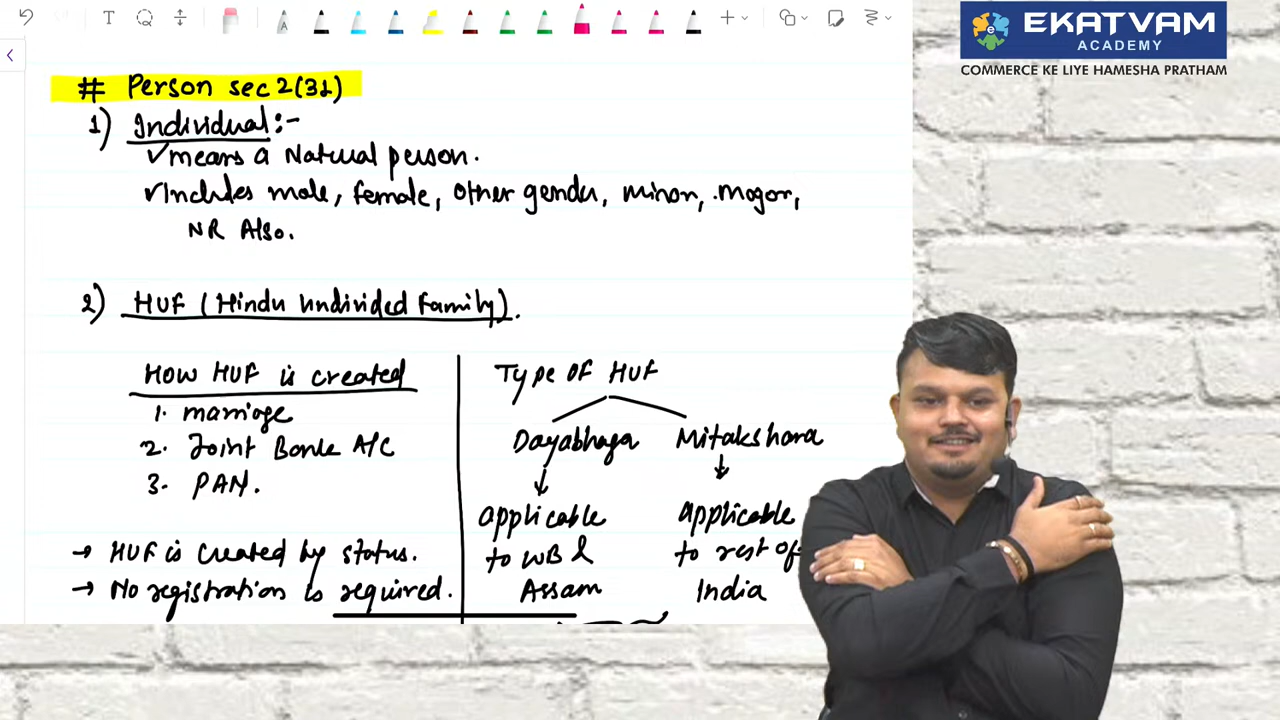 EKATVAM
ACADEMY
COMMERCE KE LIYE HAMESHA PRATHAM
# Person sec 2(31)
1) Individual:-
✓means a Natural person.
✓Includes male, female, other gender, minor, major,
NR Also.
2) HUF (Hindu Undivided Family).
How HUF is created
1. marriage
2. Joint Bank A/C
3. PAN.
→ HUF is created by status.
→ No registration is required.
Type of HUF
Dayabhaga Mitakshara
↓ ↓
applicable applicable
to WB & to rest of
Assam India